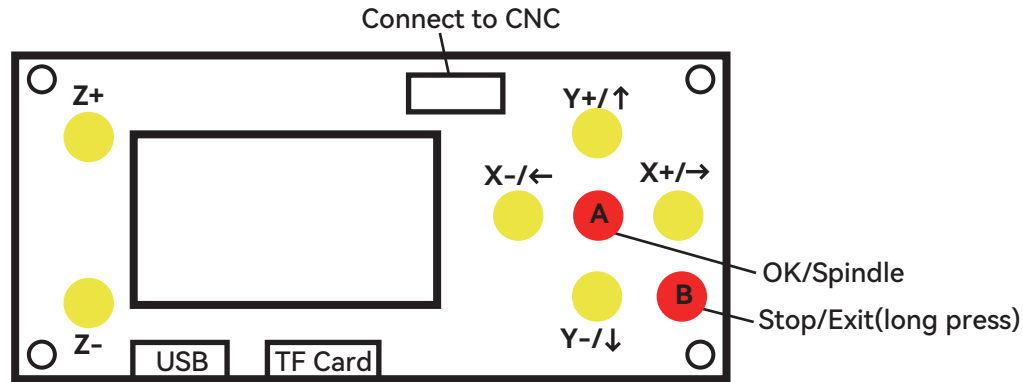 Connect to CNC
Z+
Y+/↑
X-/←
X+/→
A
OK/Spindle
B
Stop/Exit(long press)
Z-
Y-/↓
USB
TF Card